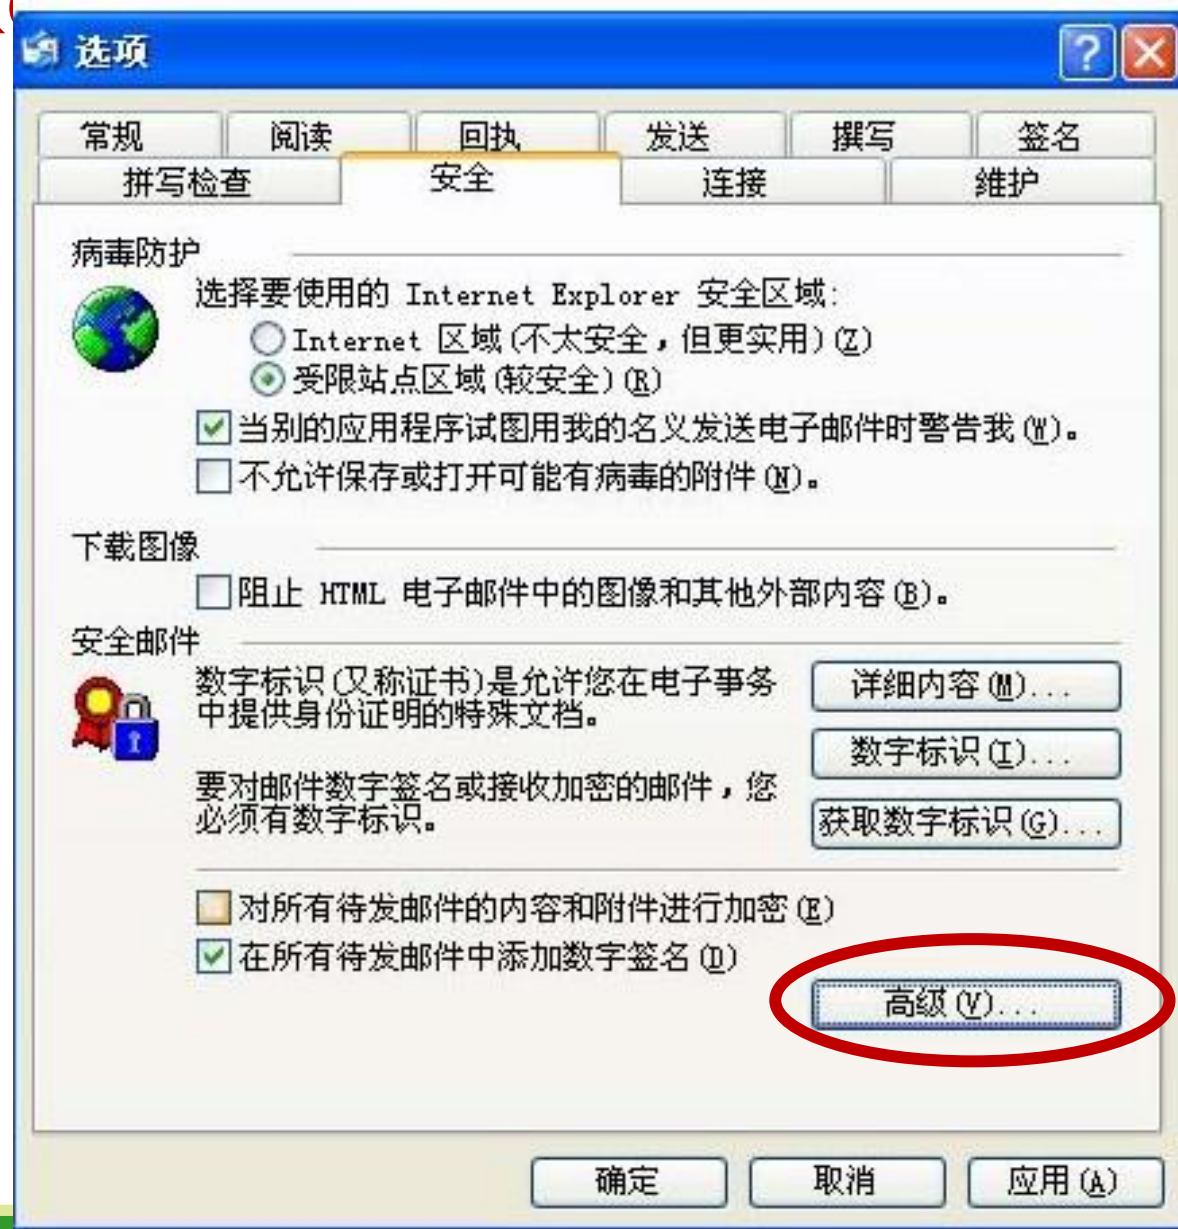 选项
常规 阅读 回执 发送 撰写 签名
拼写检查 安全 连接 维护
病毒防护
选择要使用的 Internet Explorer 安全区域:
Internet 区域(不太安全，但更实用)(Z)
受限站点区域(较安全)(R)
当别的应用程序试图用我的名义发送电子邮件时警告我(W)。
不允许保存或打开可能有病毒的附件(N)。
下载图像
阻止 HTML 电子邮件中的图像和其他外部内容(B)。
安全邮件
数字标识(又称证书)是允许您在电子事务
中提供身份证明的特殊文档。
详细内容(M)...
数字标识(I)...
要对邮件数字签名或接收加密的邮件，您
必须有数字标识。
获取数字标识(G)...
对所有待发邮件的内容和附件进行加密(E)
在所有待发邮件中添加数字签名(D)
高级(V)...
确定 取消 应用(A)